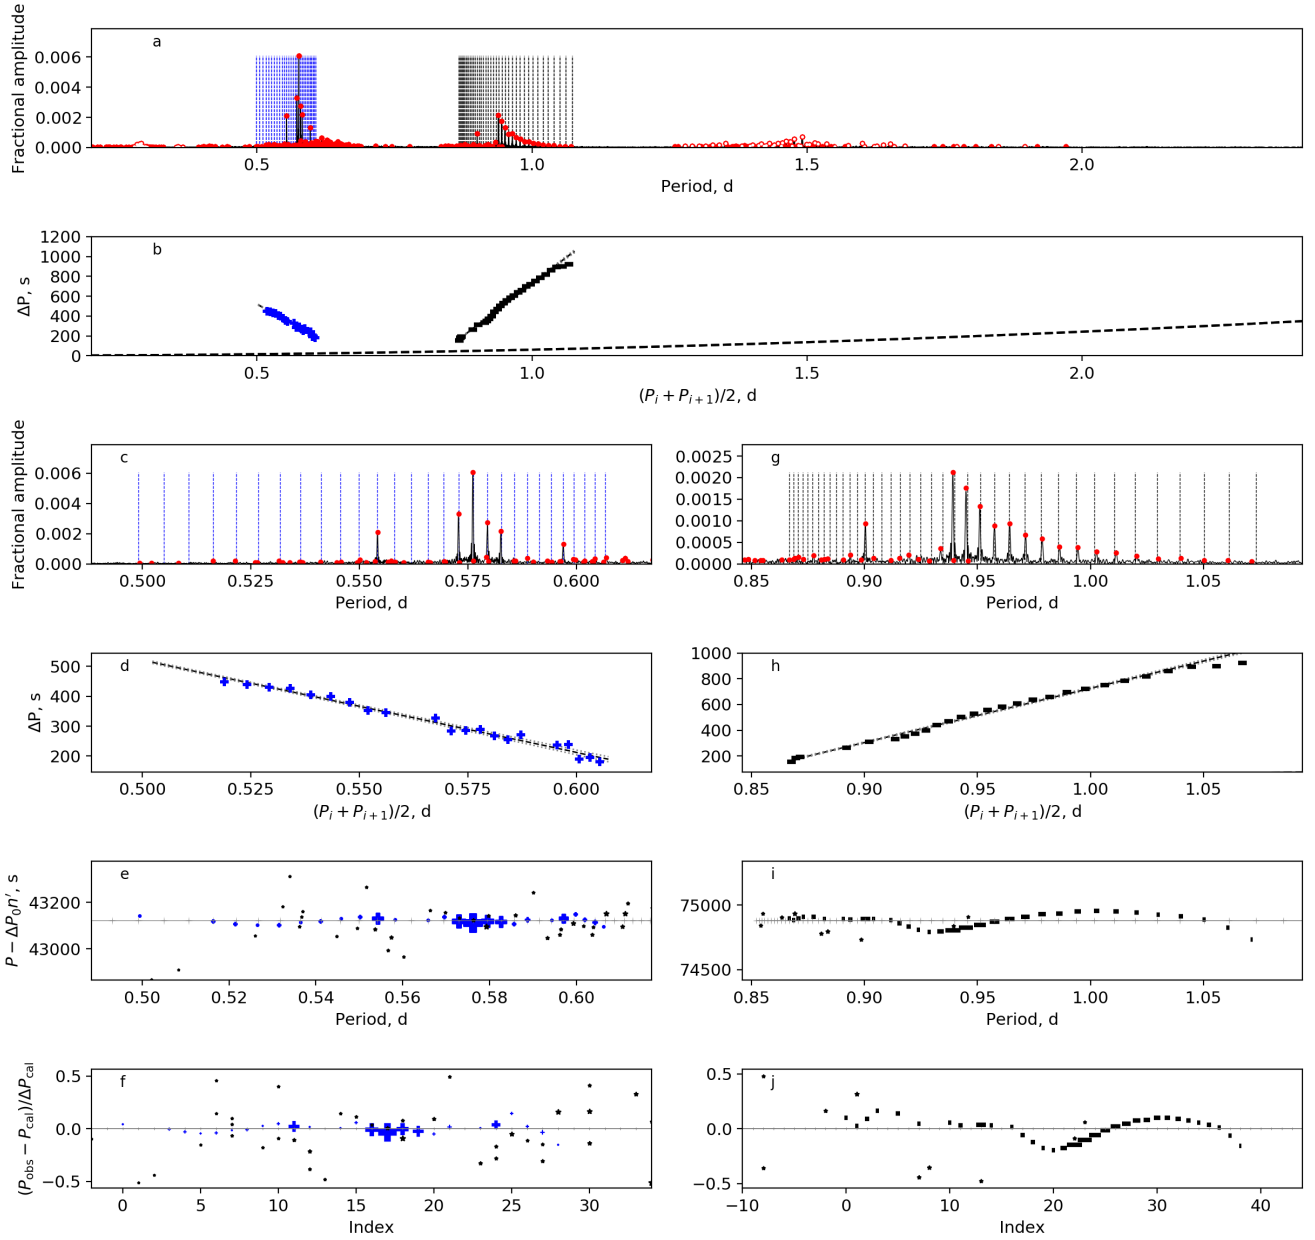 Fractional amplitude
0.006
0.004
0.002
0.000
a
0.5 1.0 1.5 2.0
Period, d
ΔP, s
1200
1000
800
600
400
200
0
b
0.5 1.0 1.5 2.0
(P_i + P_{i+1})/2, d
Fractional amplitude
0.006
0.004
0.002
0.000
c
0.500 0.525 0.550 0.575 0.600
Period, d
0.0025
0.0020
0.0015
0.0010
0.0005
0.0000
g
0.85 0.90 0.95 1.00 1.05
Period, d
ΔP, s
500
400
300
200
d
0.500 0.525 0.550 0.575 0.600
(P_i + P_{i+1})/2, d
1000
800
600
400
200
h
0.85 0.90 0.95 1.00 1.05
(P_i + P_{i+1})/2, d
P − ΔP_0n′, s
43200
43000
e
0.50 0.52 0.54 0.56 0.58 0.60
Period, d
75000
74500
i
0.85 0.90 0.95 1.00 1.05
Period, d
(P_obs − P_cal)/ΔP_cal
0.5
0.0
−0.5
f
0 5 10 15 20 25 30
Index
0.5
0.0
−0.5
j
−10 0 10 20 30 40
Index